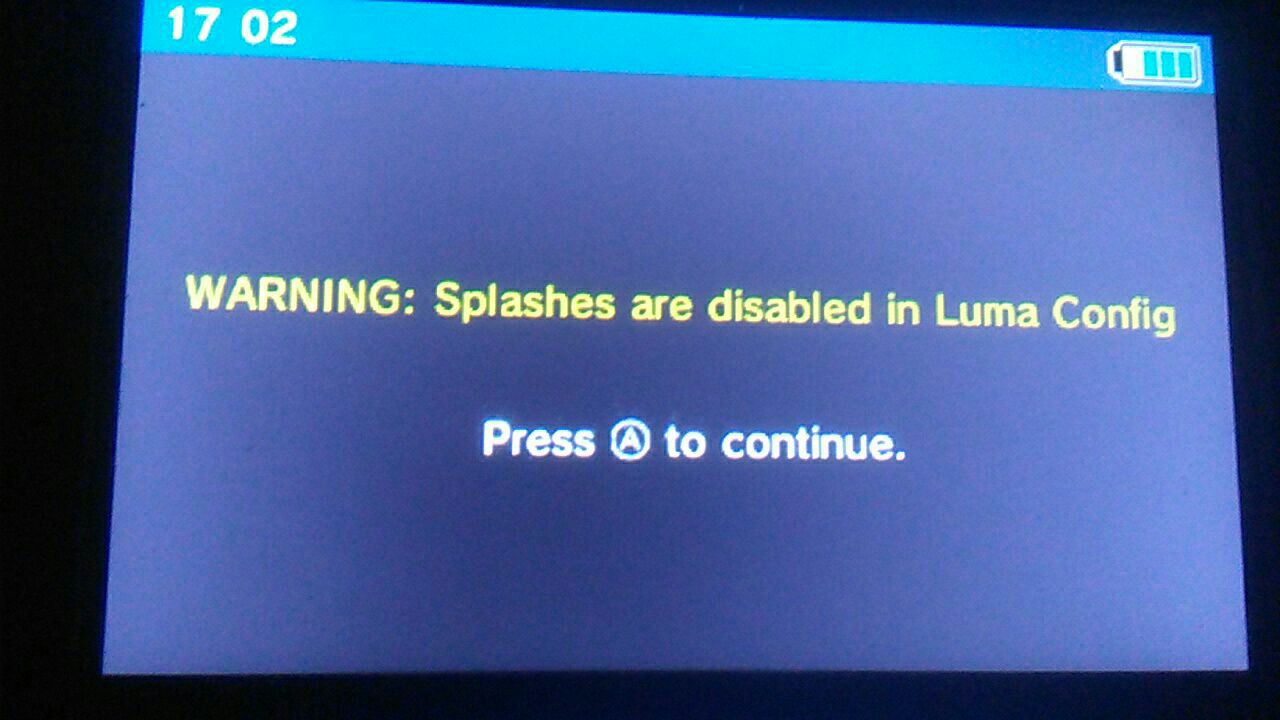 17 02
WARNING: Splashes are disabled in Luma Config
Press Ⓐ to continue.